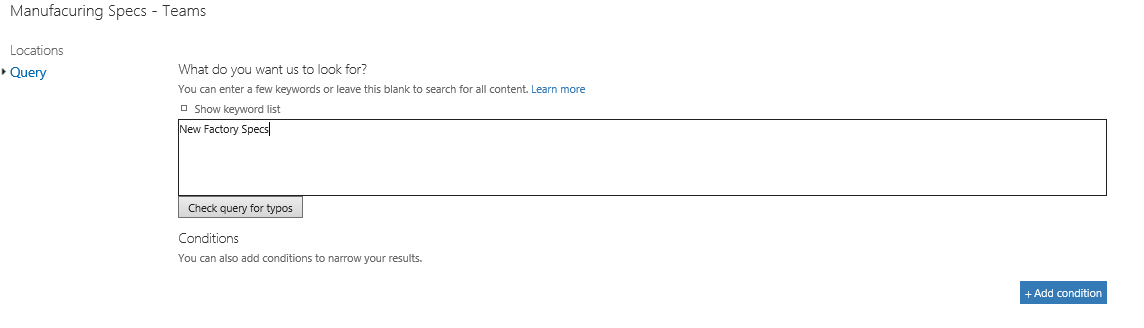 Manufacuring Specs - Teams
Locations
Query
What do you want us to look for?
You can enter a few keywords or leave this blank to search for all content. Learn more
Show keyword list
New Factory Specs
Check query for typos
Conditions
You can also add conditions to narrow your results.
+ Add condition